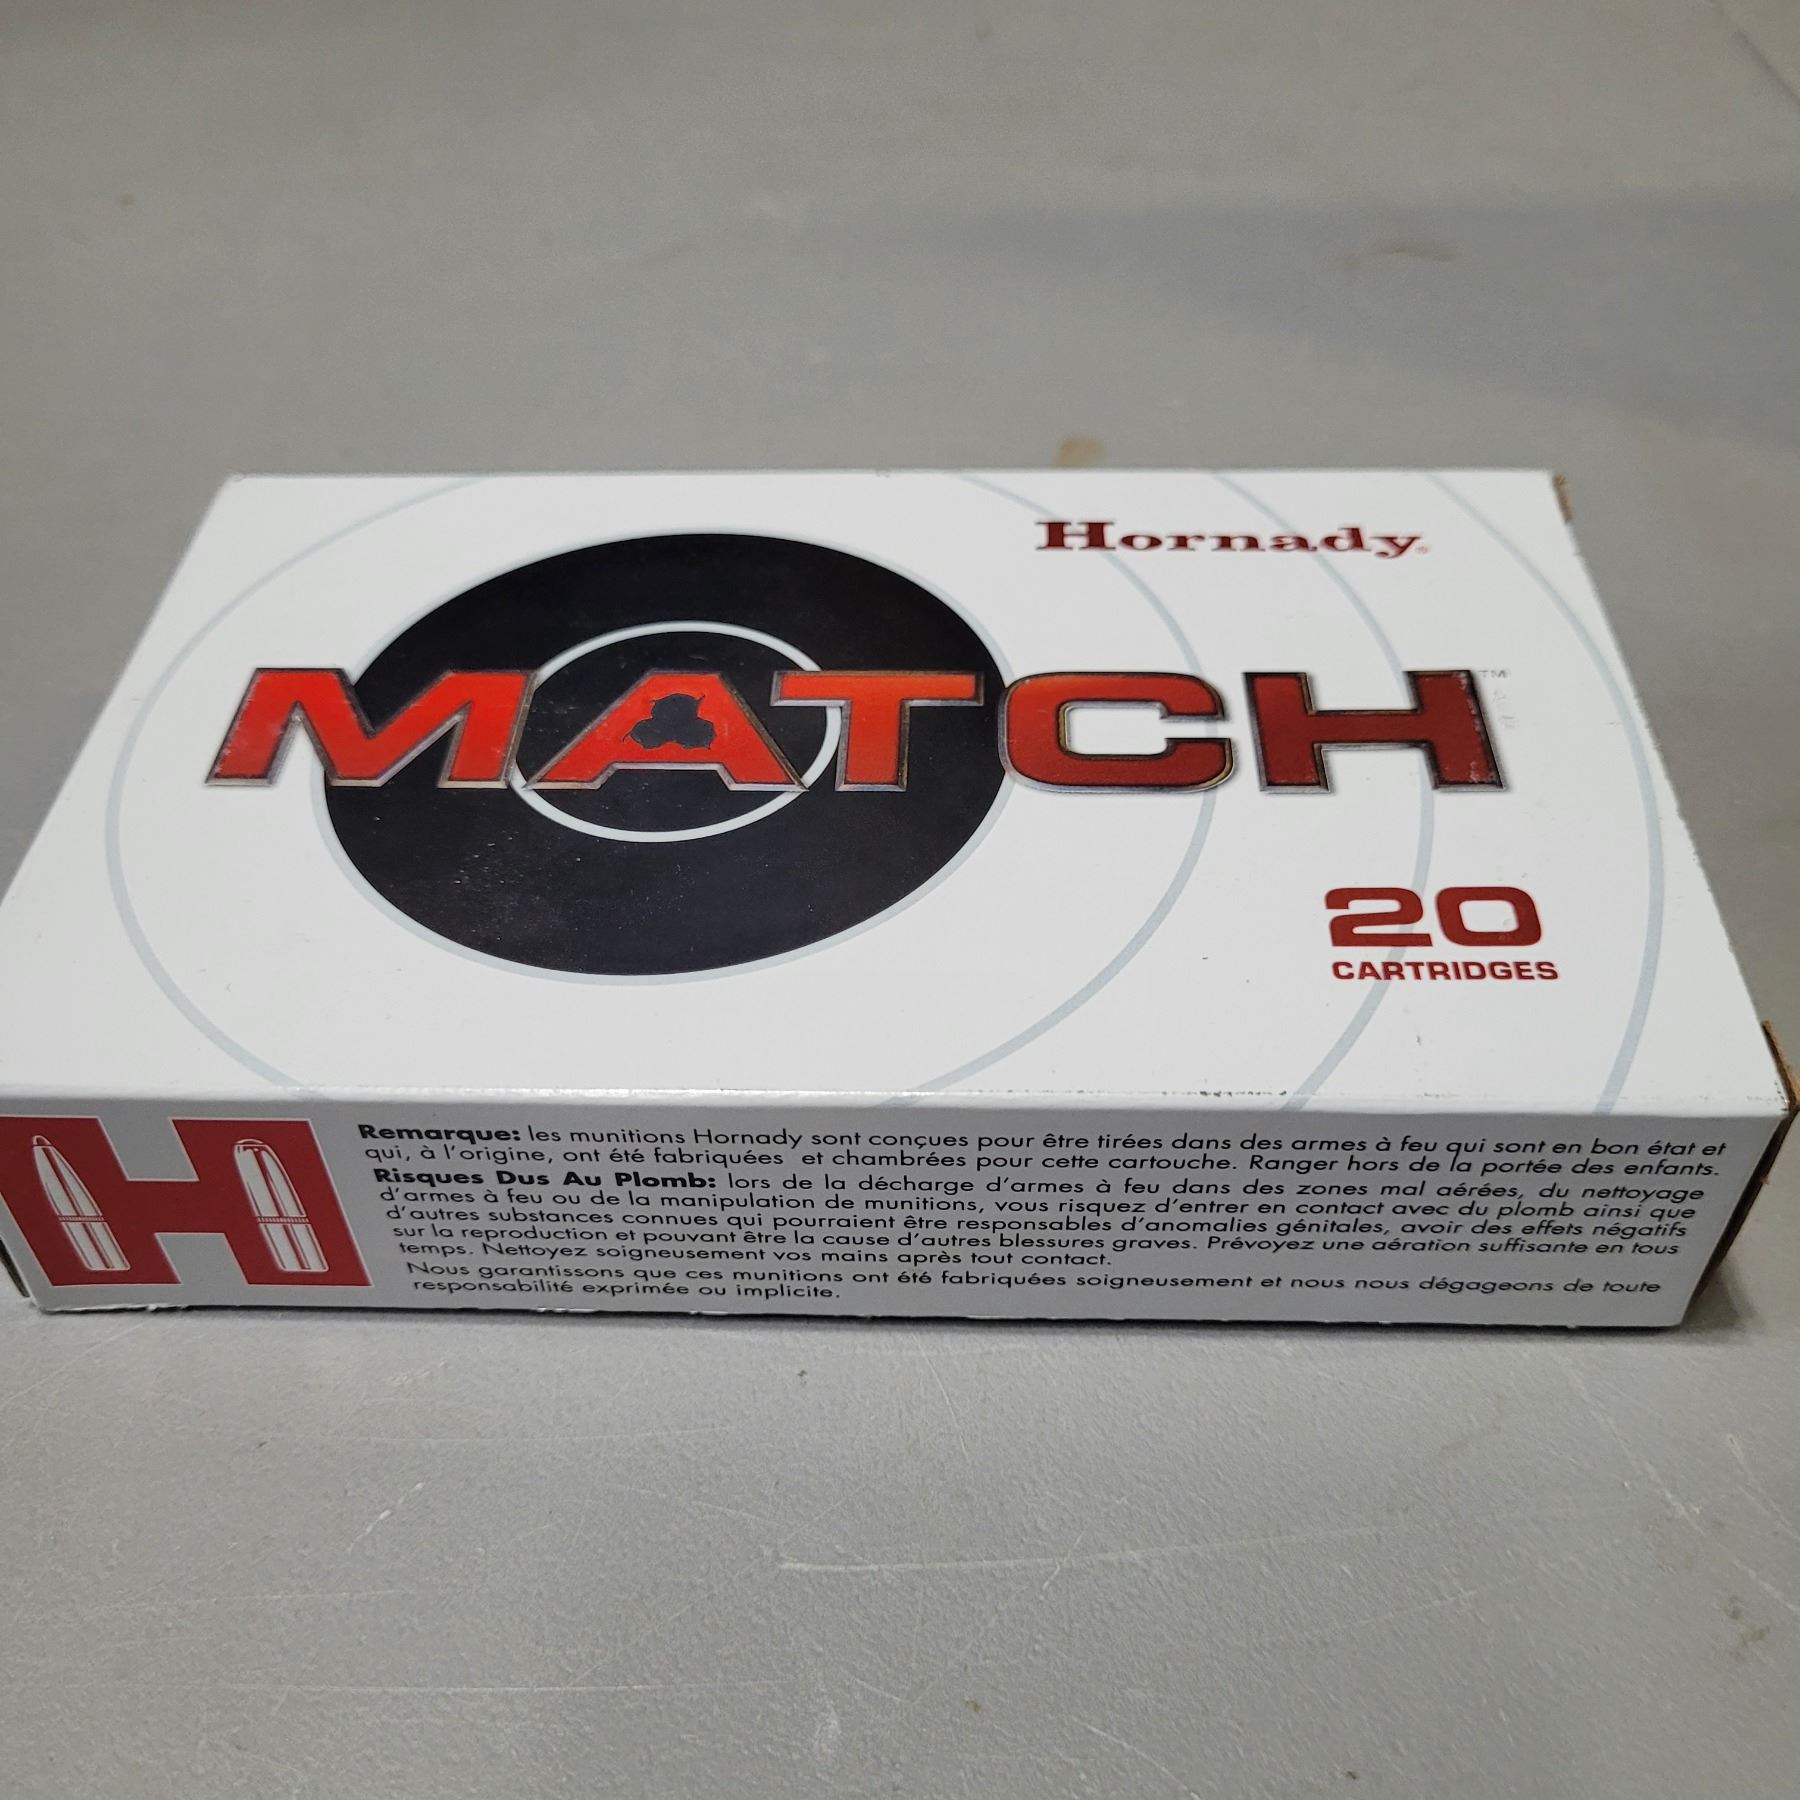 Hornady®
MATCH™
20
CARTRIDGES
Remarque: les munitions Hornady sont conçues pour être tirées dans des armes à feu qui sont en bon état et
qui, à l'origine, ont été fabriquées et chambrées pour cette cartouche. Ranger hors de la portée des enfants.
Risques Dus Au Plomb: lors de la décharge d'armes à feu dans des zones mal aérées, du nettoyage
d'armes à feu ou de la manipulation de munitions, vous risquez d'entrer en contact avec du plomb ainsi que
d'autres substances connues qui pourraient être responsables d'anomalies génitales, avoir des effets négatifs
sur la reproduction et pouvant être la cause d'autres blessures graves. Prévoyez une aération suffisante en tous
temps. Nettoyez soigneusement vos mains après tout contact.
Nous garantissons que ces munitions ont été fabriquées soigneusement et nous nous dégageons de toute
responsabilité exprimée ou implicite.
H